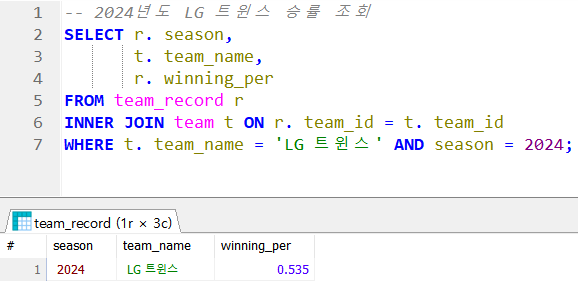 1 -- 2024년도 LG 트윈스 승률 조회
2 SELECT r. season,
3 t. team_name,
4 r. winning_per
5 FROM team_record r
6 INNER JOIN team t ON r. team_id = t. team_id
7 WHERE t. team_name = 'LG 트윈스' AND season = 2024;
team_record (1r × 3c)
# season team_name winning_per
1 2024 LG 트윈스 0.535